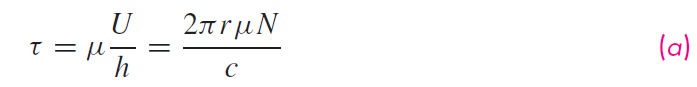 τ = μ U/h = 2πrμN/c (a)